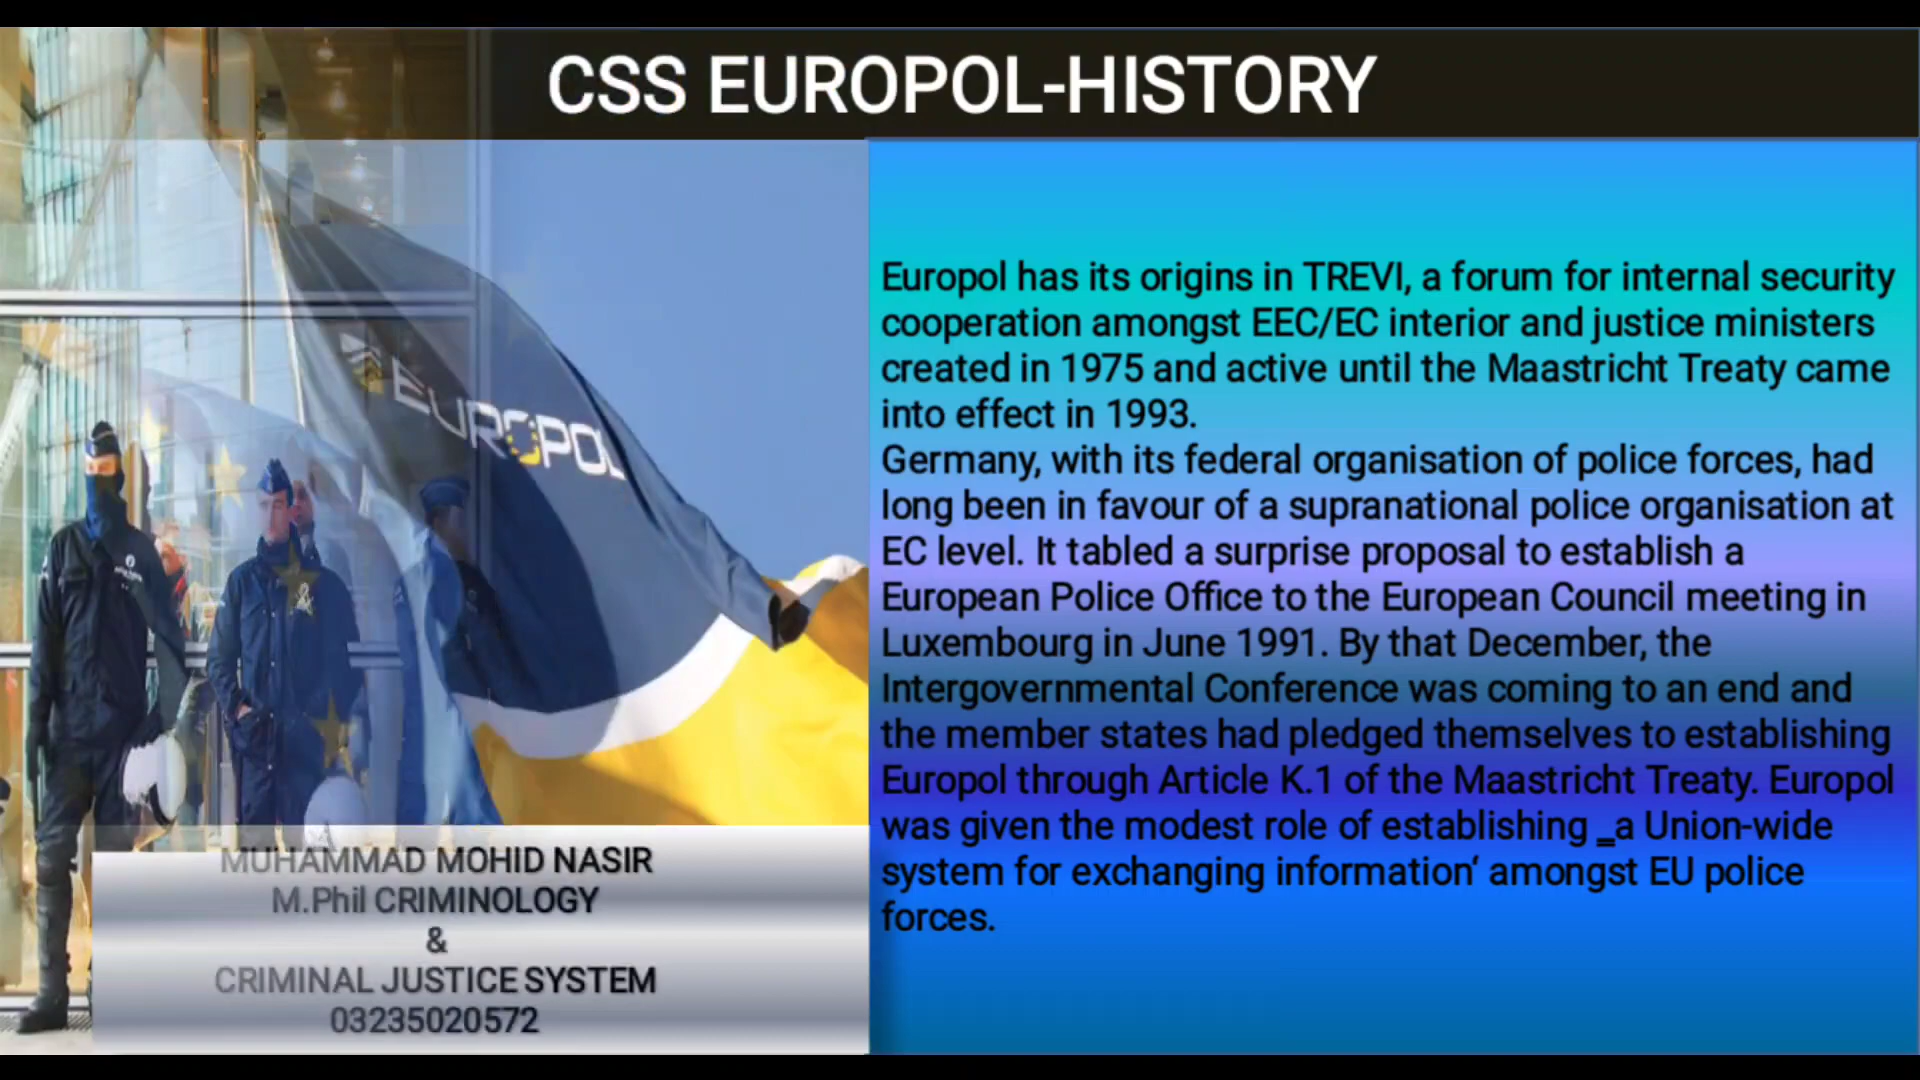 CSS EUROPOL-HISTORY
EUROPOL
Europol has its origins in TREVI, a forum for internal security
cooperation amongst EEC/EC interior and justice ministers
created in 1975 and active until the Maastricht Treaty came
into effect in 1993.
Germany, with its federal organisation of police forces, had
long been in favour of a supranational police organisation at
EC level. It tabled a surprise proposal to establish a
European Police Office to the European Council meeting in
Luxembourg in June 1991. By that December, the
Intergovernmental Conference was coming to an end and
the member states had pledged themselves to establishing
Europol through Article K.1 of the Maastricht Treaty. Europol
was given the modest role of establishing ‗a Union-wide
system for exchanging information‘ amongst EU police
forces.
MUHAMMAD MOHID NASIR
M.Phil CRIMINOLOGY
&
CRIMINAL JUSTICE SYSTEM
03235020572